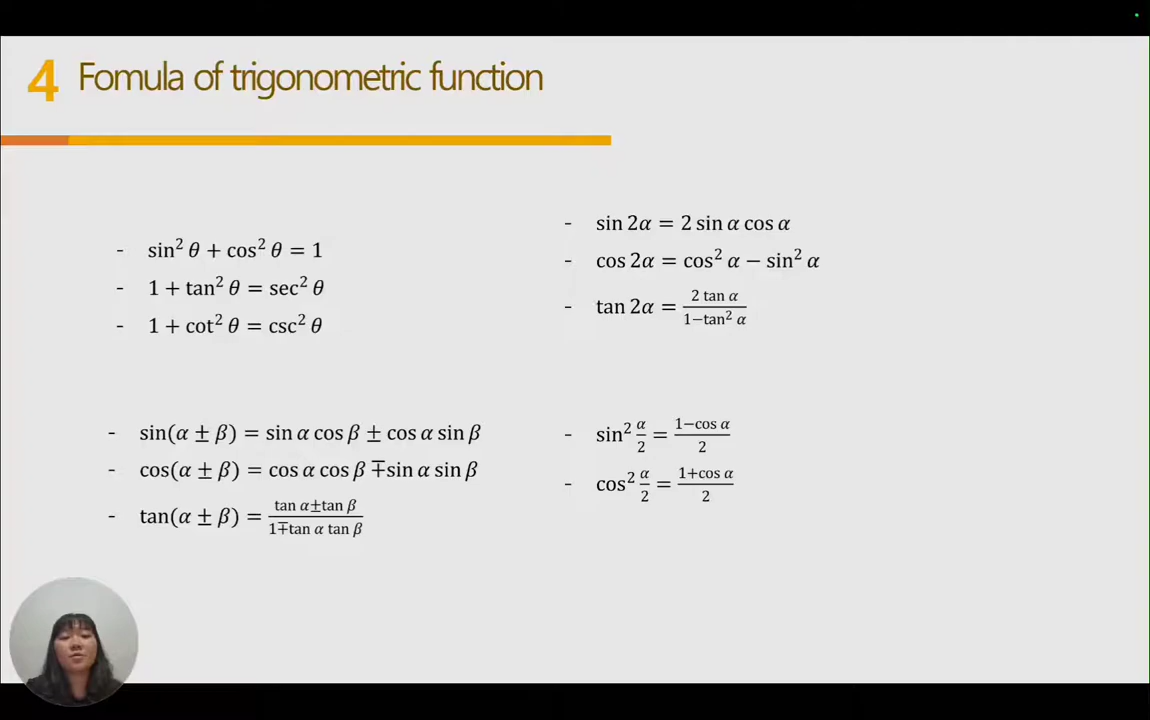 4 Fomula of trigonometric function
- sin² θ + cos² θ = 1
- 1 + tan² θ = sec² θ
- 1 + cot² θ = csc² θ
- sin 2α = 2 sin α cos α
- cos 2α = cos² α − sin² α
- tan 2α = 2 tan α / 1−tan² α
- sin(α ± β) = sin α cos β ± cos α sin β
- cos(α ± β) = cos α cos β ∓ sin α sin β
- tan(α ± β) = tan α±tan β / 1∓tan α tan β
- sin² α/2 = 1−cos α / 2
- cos² α/2 = 1+cos α / 2